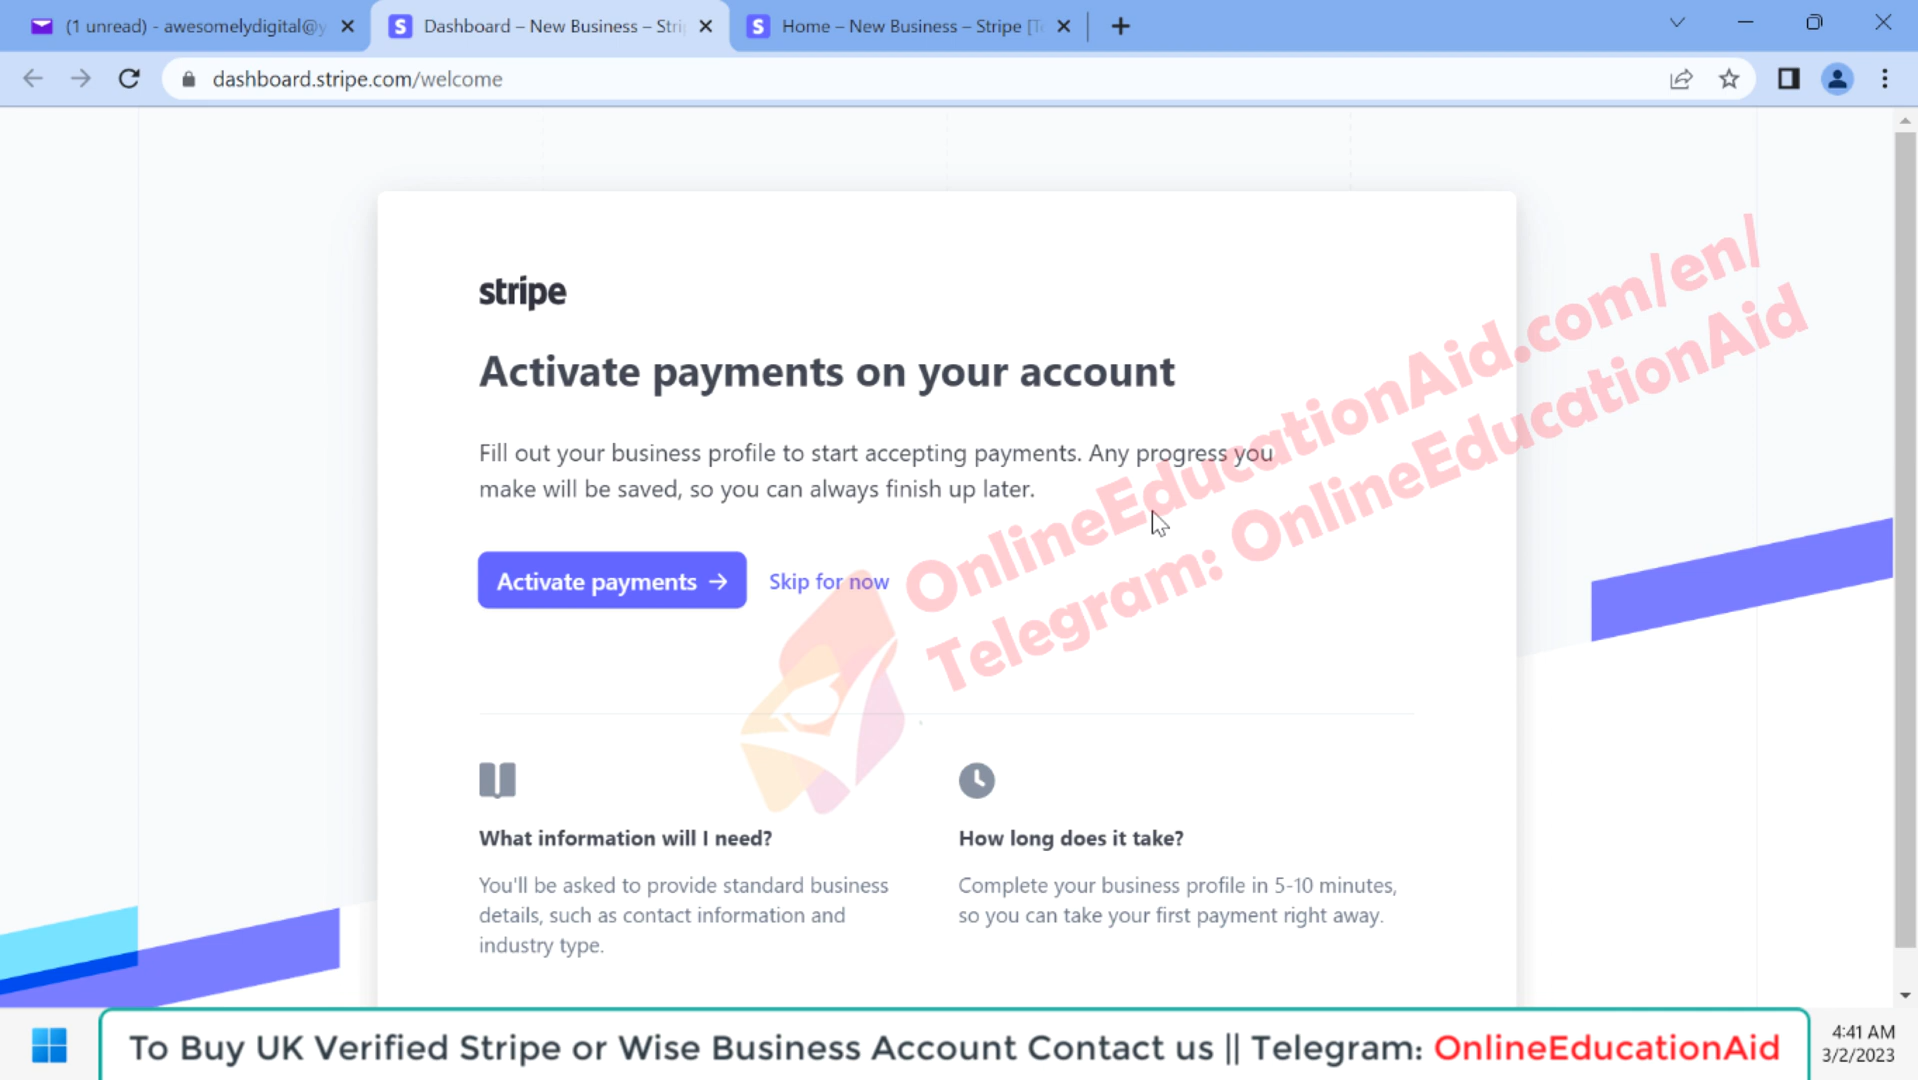 (1 unread) - awesomelydigital@y
Dashboard – New Business – Stri
Home – New Business – Stripe [Te
dashboard.stripe.com/welcome
stripe
Activate payments on your account
Fill out your business profile to start accepting payments. Any progress you
make will be saved, so you can always finish up later.
Activate payments →
Skip for now
OnlineEducationAid.com/en/
Telegram: OnlineEducationAid
What information will I need?
You'll be asked to provide standard business
details, such as contact information and
industry type.
How long does it take?
Complete your business profile in 5-10 minutes,
so you can take your first payment right away.
To Buy UK Verified Stripe or Wise Business Account Contact us || Telegram: OnlineEducationAid
4:41 AM
3/2/2023